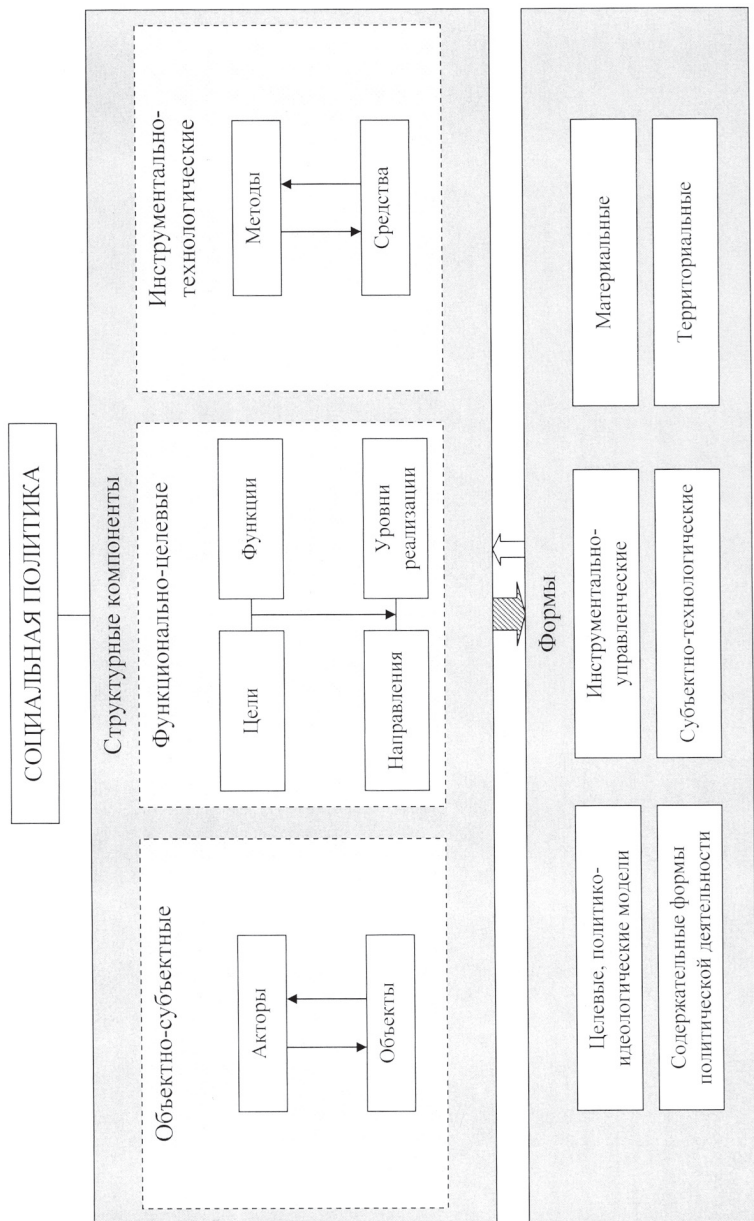 СОЦИАЛЬНАЯ ПОЛИТИКА
Структурные компоненты
Объектно-субъектные
Акторы
Объекты
Функционально-целевые
Цели
Функции
Направления
Уровни
реализации
Инструментально-
технологические
Методы
Средства
Формы
Целевые, политико-
идеологические модели
Инструментально-
управленческие
Материальные
Содержательные формы
политической деятельности
Субъектно-технологические
Территориальные